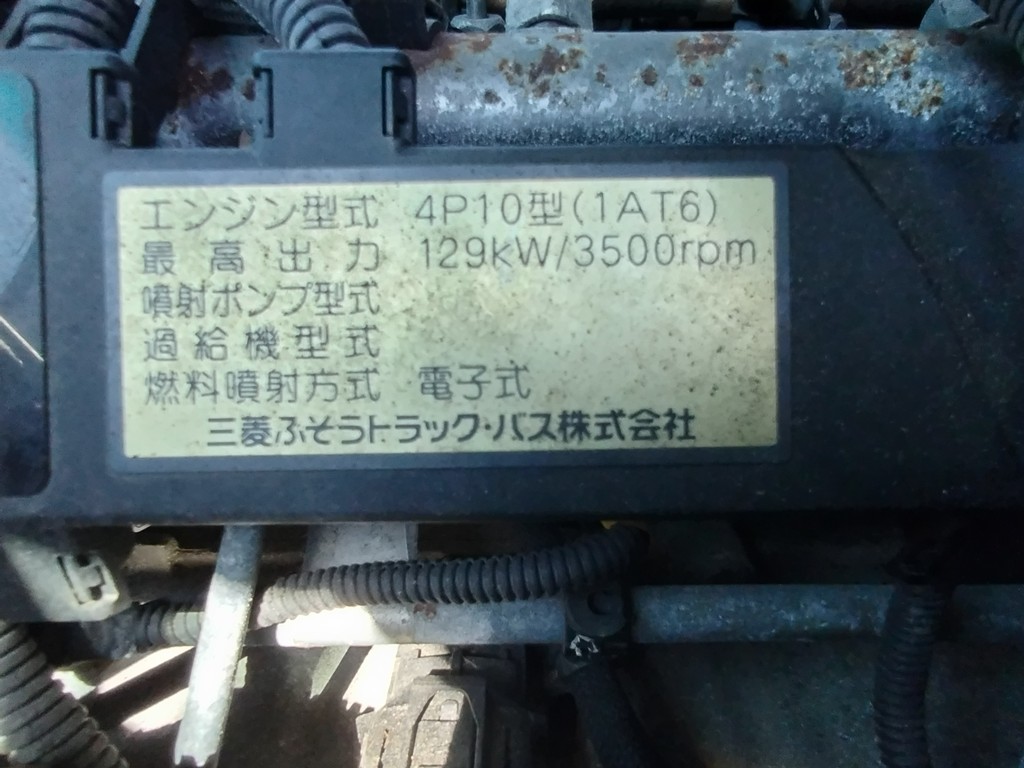 エンジン型式 4P10型(1AT6)
最高出力 129kW/3500rpm
噴射ポンプ型式
過給機型式
燃料噴射方式 電子式
三菱ふそうトラック・バス株式会社